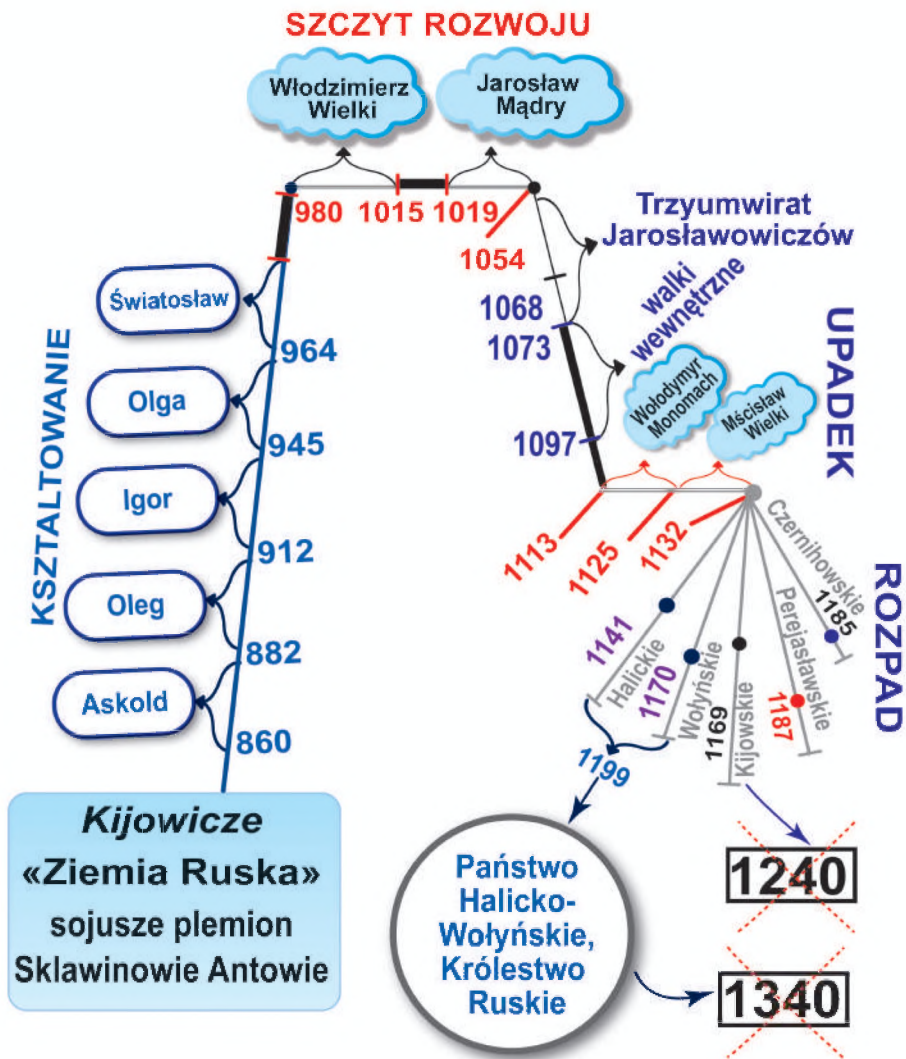 SZCZYT ROZWOJU
Włodzimierz
Wielki
Jarosław
Mądry
980
1015
1019
1054
Trzyumwirat
Jarosławowiczów
1068
1073
walki
wewnętrzne
1097
Wołodymyr
Monomach
Mścisław
Wielki
UPADEK
1113
1125
1132
KSZTAŁTOWANIE
Światosław
964
Olga
945
Igor
912
Oleg
882
Askold
860
Kijowicze
«Ziemia Ruska»
sojusze plemion
Sklawinowie Antowie
ROZPAD
1141
Halickie
1170
Wołyńskie
1169
Kijowskie
1187
Perejasławskie
1185
Czernihowskie
1199
Państwo
Halicko-
Wołyńskie,
Królestwo
Ruskie
1240
1340